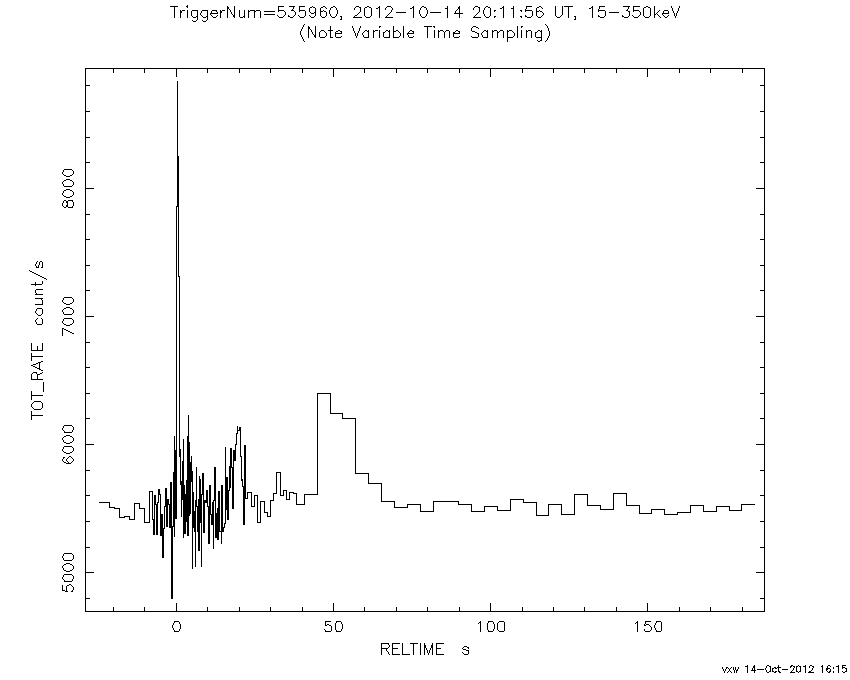 TriggerNum=535960, 2012-10-14 20:11:56 UT, 15-350keV
(Note Variable Time Sampling)
8000
7000
6000
5000
TOT_RATE count/s
0 50 100 150
RELTIME s
vxw 14-Oct-2012 16:15